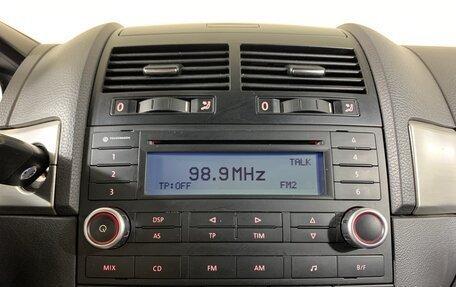 0 0
VOLKSWAGEN
1 TALK 4
2 98.9MHz 5
3 TP:OFF FM2 6
DSP
AS TP TIM
MIX CD FM AM B/F